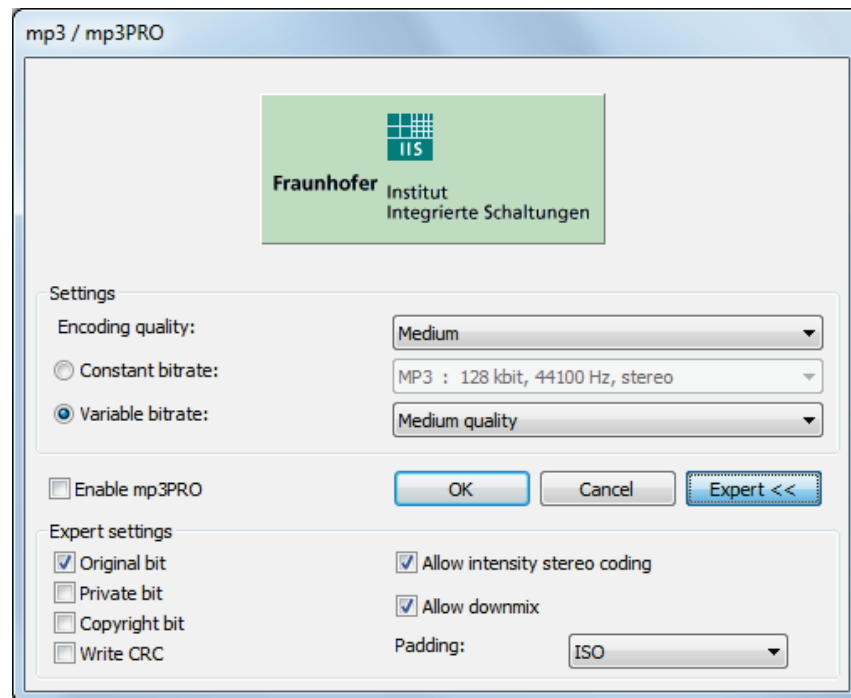 mp3 / mp3PRO
IIS
Fraunhofer Institut
Integrierte Schaltungen
Settings
Encoding quality: Medium
Constant bitrate: MP3 : 128 kbit, 44100 Hz, stereo
Variable bitrate: Medium quality
Enable mp3PRO OK Cancel Expert <<
Expert settings
Original bit Allow intensity stereo coding
Private bit
Allow downmix
Copyright bit
Write CRC Padding: ISO